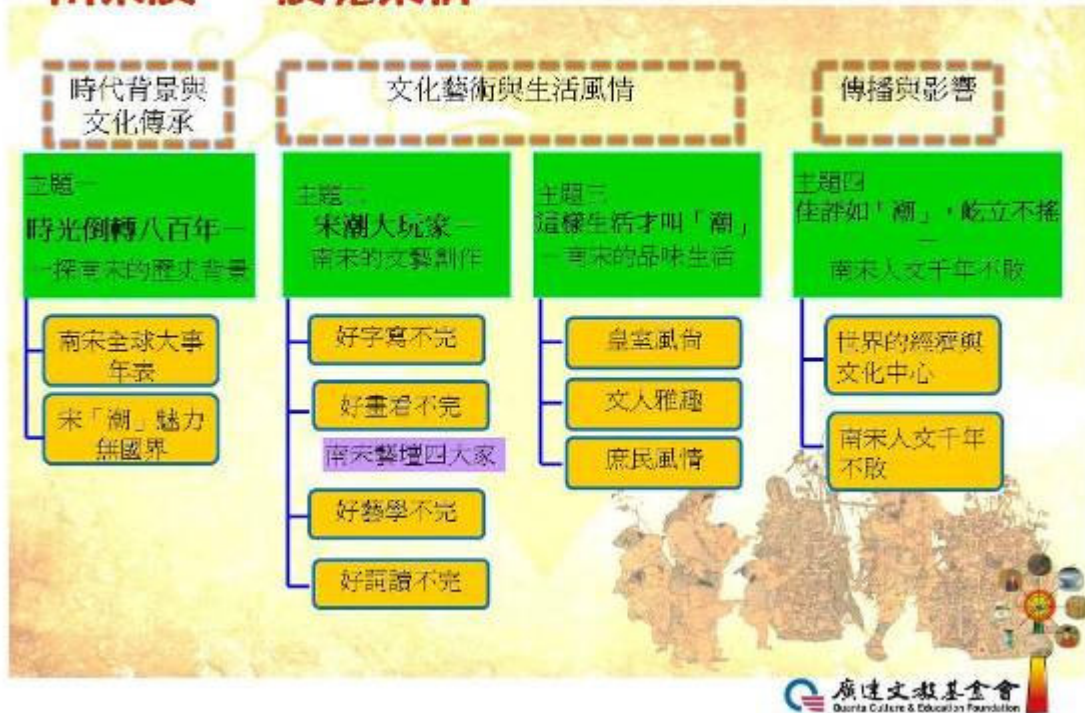 時代背景與
文化傳承
文化藝術與生活風情
傳播與影響
主題一
時光倒轉八百年—
—探南宋的歷史背景
南宋全球大事
年表
宋「潮」魅力
無國界
主題二
宋潮大玩家—
南宋的文藝創作
好字寫不完
好畫看不完
南宋藝壇四大家
好藝學不完
好詞讀不完
主題三
這樣生活才叫「潮」
—南宋的品味生活
皇室風尚
文人雅趣
庶民風情
主題四
佳評如「潮」，屹立不搖
—
南宋人文千年不敗
世界的經濟與
文化中心
南宋人文千年
不敗
廣達文教基金會
Quanta Culture & Education Foundation